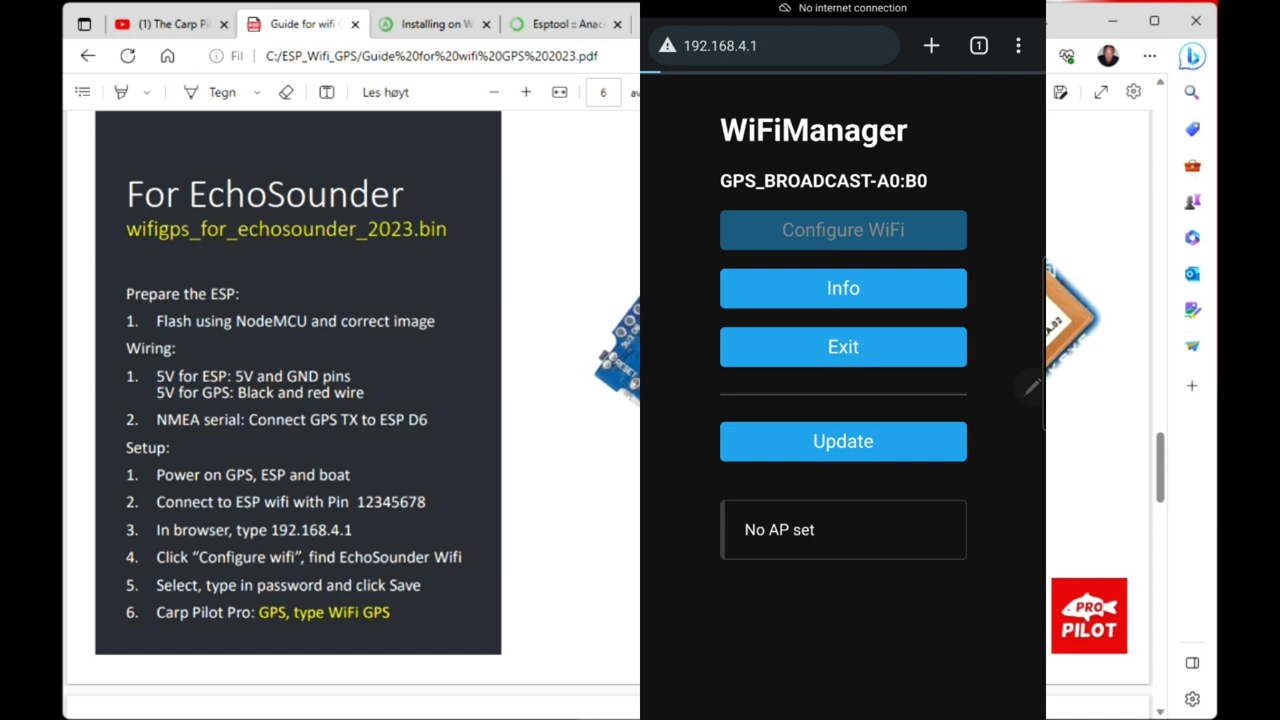 (1) The Carp Pil
Guide for wifi G
Installing on W
Esptool :: Anac
Fil
C:/ESP_Wifi_GPS/Guide%20for%20wifi%20GPS%202023.pdf
Tegn
Les høyt
6
av
For EchoSounder
wifigps_for_echosounder_2023.bin
Prepare the ESP:
1. Flash using NodeMCU and correct image
Wiring:
1. 5V for ESP: 5V and GND pins
5V for GPS: Black and red wire
2. NMEA serial: Connect GPS TX to ESP D6
Setup:
1. Power on GPS, ESP and boat
2. Connect to ESP wifi with Pin 12345678
3. In browser, type 192.168.4.1
4. Click “Configure wifi”, find EchoSounder Wifi
5. Select, type in password and click Save
6. Carp Pilot Pro: GPS, type WiFi GPS
No internet connection
192.168.4.1
1
WiFiManager
GPS_BROADCAST-A0:B0
Configure WiFi
Info
Exit
Update
No AP set
RESET
PRO
PILOT